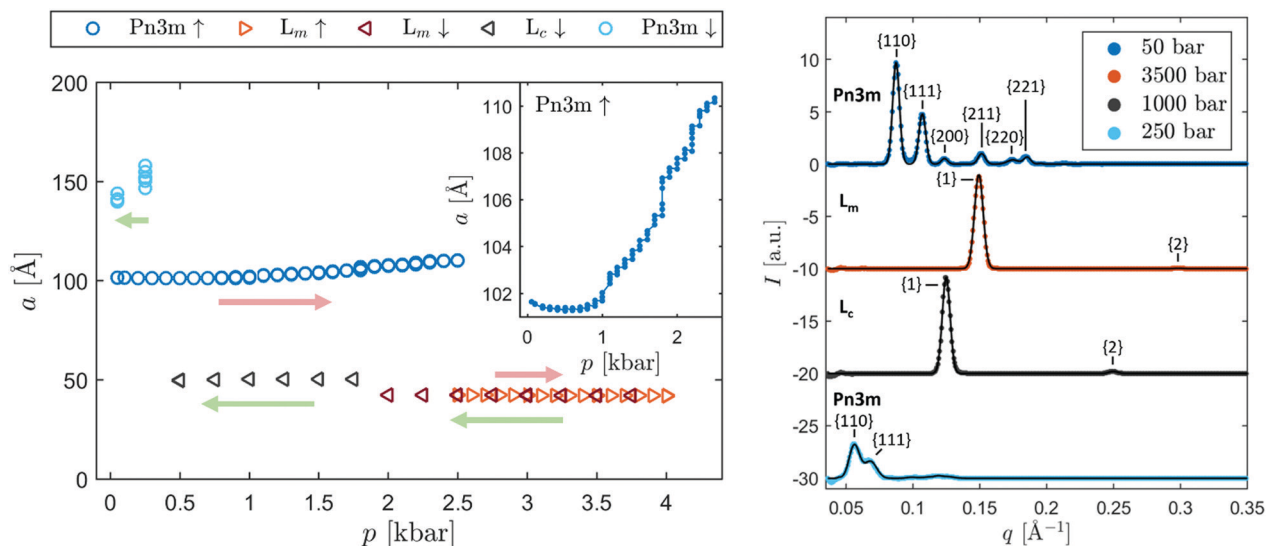 Pn3m ↑ L_m ↑ L_m ↓ L_c ↓ Pn3m ↓
200
150
100
50
0
a [Å]
0 0.5 1 1.5 2 2.5 3 3.5 4
p [kbar]
Pn3m ↑
110
108
106
104
102
a [Å]
0 1 2
p [kbar]
50 bar
3500 bar
1000 bar
250 bar
10
5
0
-5
-10
-15
-20
-25
-30
I [a.u.]
Pn3m
{110}
{111}
{200}
{211}
{220}
{221}
L_m
{1}
{2}
L_c
{1}
{2}
Pn3m
{110}
{111}
0.05 0.1 0.15 0.20 0.25 0.30 0.35
q [Å⁻¹]